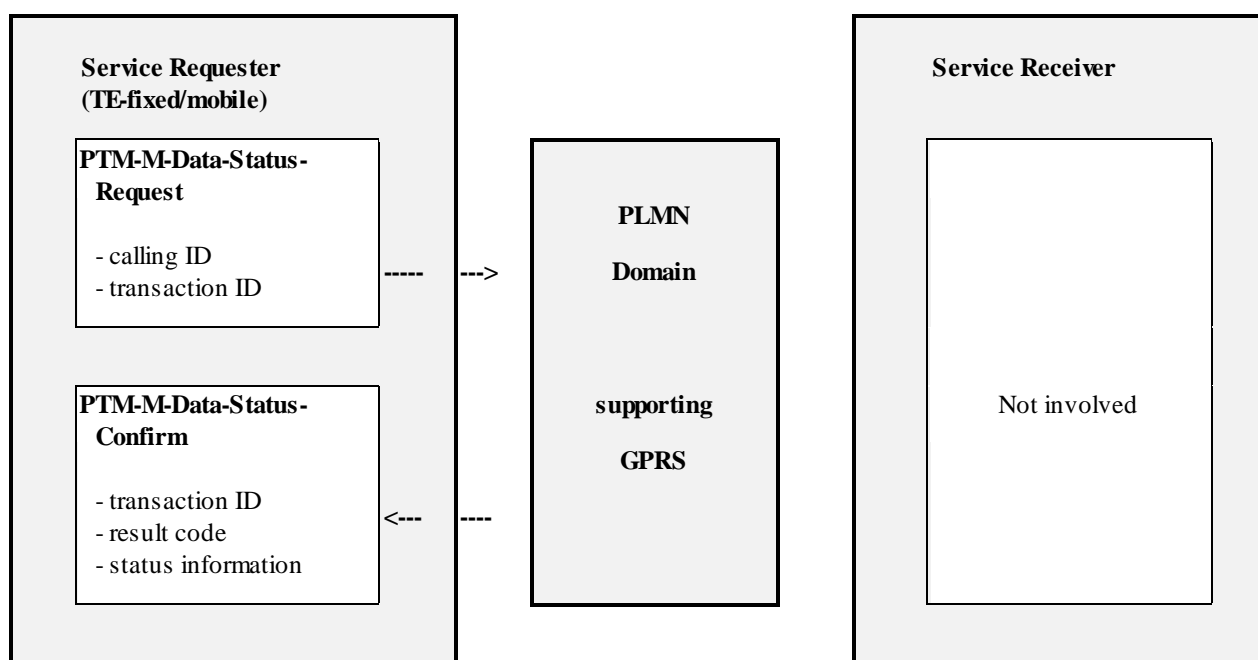 Service Requester
(TE-fixed/mobile)
PTM-M-Data-Status-
Request
- calling ID
- transaction ID
----- --->
PTM-M-Data-Status-
Confirm
- transaction ID
- result code
- status information
<--- ----
PLMN
Domain
supporting
GPRS
Service Receiver
Not involved